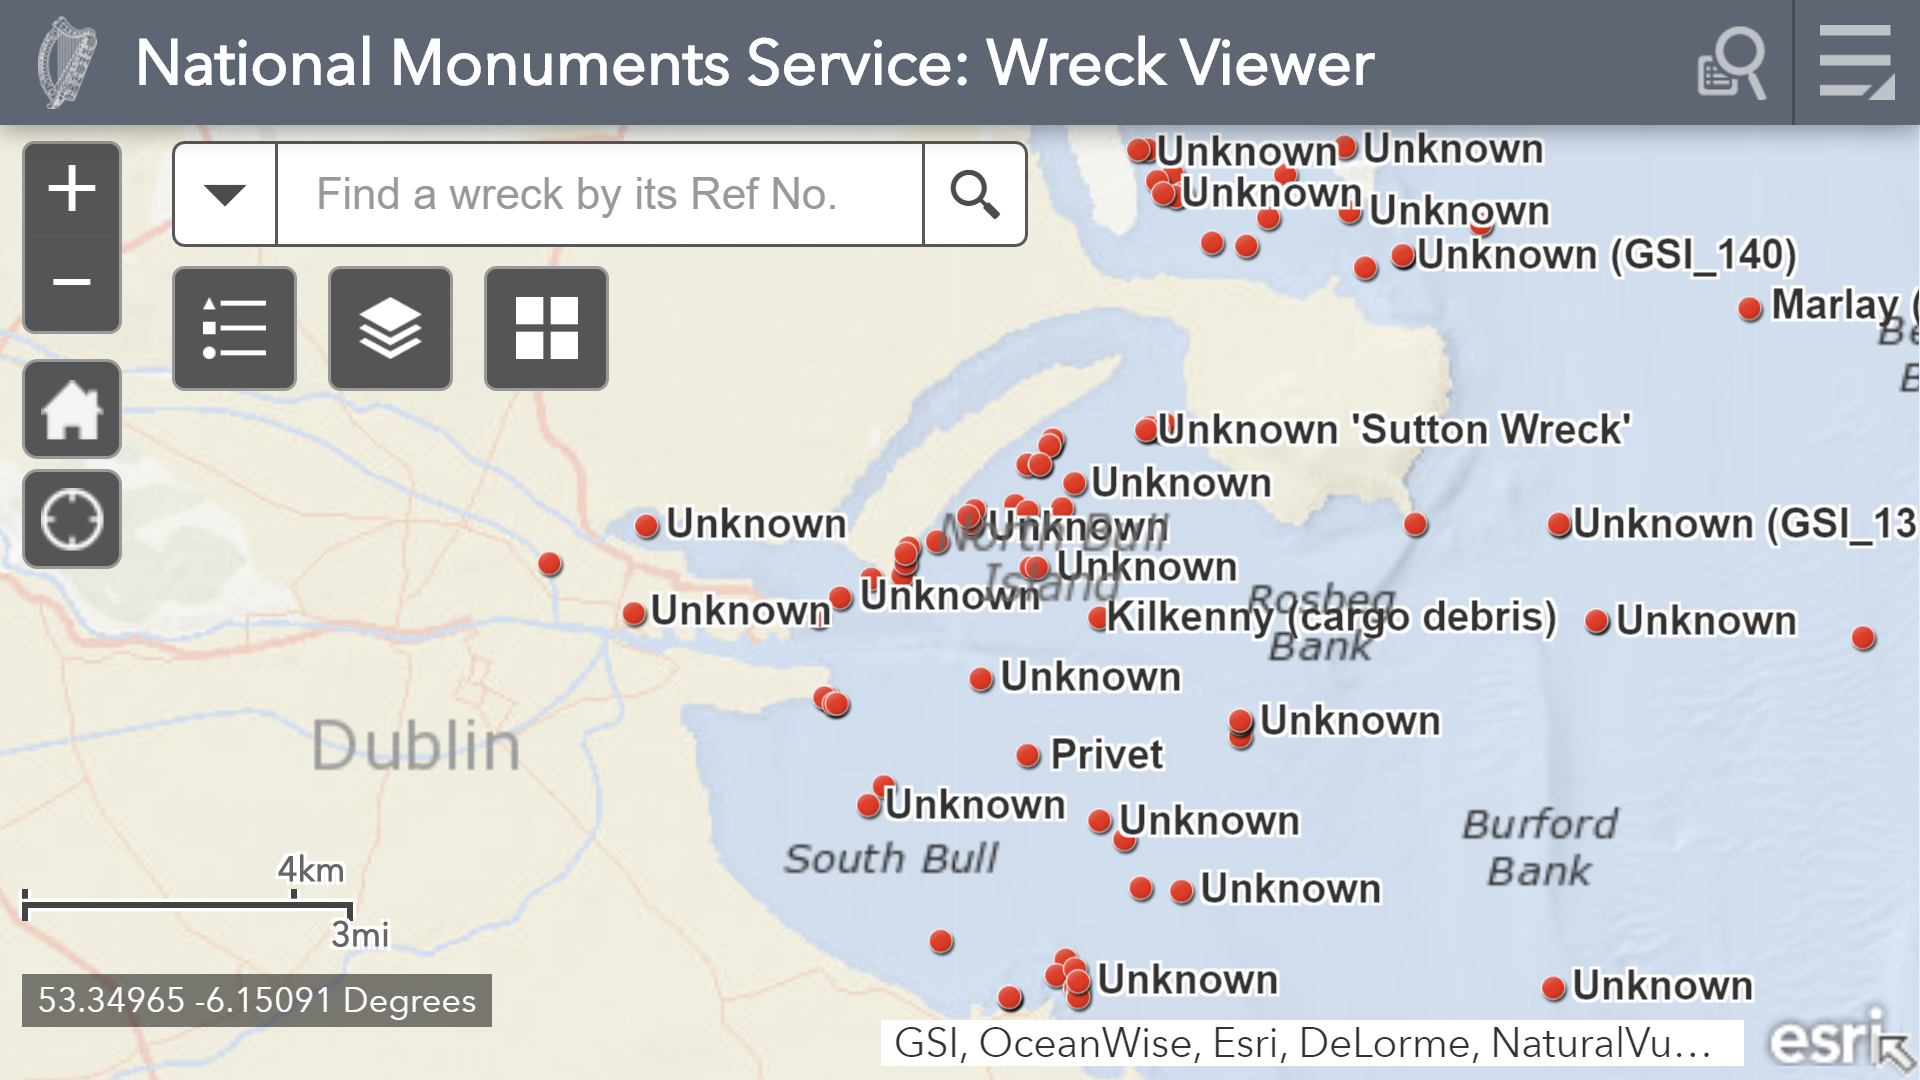 National Monuments Service: Wreck Viewer
Find a wreck by its Ref No.
Unknown
Unknown
Unknown
Unknown
Unknown (GSI_140)
Marlay (
Unknown 'Sutton Wreck'
Unknown
Unknown
Unknown
North Bull
Island
Unknown (GSI_13
Unknown
Unknown
Unknown
Rosbeg
Bank
Kilkenny (cargo debris)
Unknown
Unknown
Unknown
Dublin
Privet
Unknown
Unknown
South Bull
Burford
Bank
Unknown
4km
3mi
Unknown
Unknown
53.34965 -6.15091 Degrees
GSI, OceanWise, Esri, DeLorme, NaturalVu...
esri